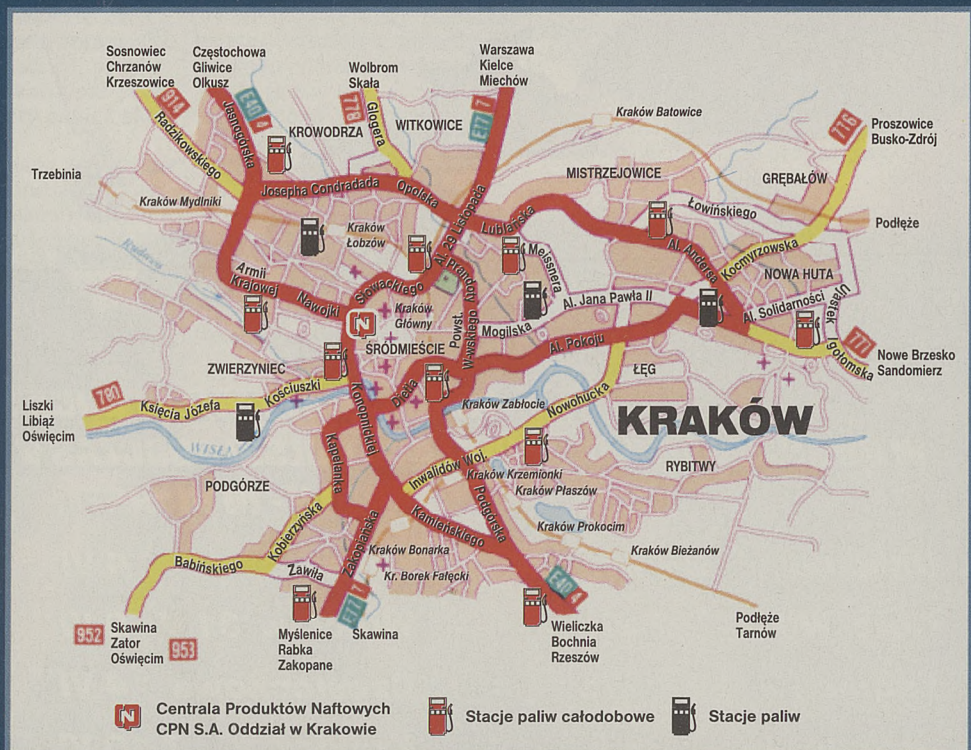 Sosnowiec
Chrzanów
Krzeszowice
Częstochowa
Gliwice
Olkusz
Wolbrom
Skała
Warszawa
Kielce
Miechów
914
E40
4
778
E77
7
776
Proszowice
Busko-Zdrój
Radzikowskiego
Jasnogórska
KROWODRZA
Glogera
WITKOWICE
Kraków Batowice
MISTRZEJOWICE
GRĘBAŁÓW
Trzebinia
Josepha Condradada
Opolska
Kraków Mydlniki
Al. 29 Listopada
Lublańska
Łowińskiego
Podłęże
Kraków
Łobzów
Rudawa
Meissnera
Al. Andersa
Kocmyrzowska
Armii
Krajowej
Nawojki
Słowackiego
Prandoty
NOWA HUTA
Al. Jana Pawła II
Kraków
Główny
Powst.
W-wskiego
Mogilska
Al. Solidarności
Ujastek
Igołomska
777
ŚRÓDMIEŚCIE
Al. Pokoju
Nowe Brzesko
Sandomierz
ZWIERZYNIEC
ŁĘG
780
Kościuszki
Dietla
Księcia Józefa
Kraków Zabłocie
Nowohucka
KRAKÓW
Liszki
Libiąż
Oświęcim
Konopnickiej
WISŁA
Kapelanka
Inwalidów Woj.
RYBITWY
PODGÓRZE
Kraków Krzemionki
Kraków Płaszów
Kobierzyńska
Zakopiańska
Kamieńskiego
Podgórska
Kraków Prokocim
Kraków Bonarka
Kraków Bieżanów
Babińskiego
Zawiła
Kr. Borek Fałęcki
E77
7
E40
4
952
Skawina
Zator
Oświęcim
953
Myślenice
Rabka
Zakopane
Skawina
Wieliczka
Bochnia
Rzeszów
Podłęże
Tarnów
Centrala Produktów Naftowych
CPN S.A. Oddział w Krakowie
Stacje paliw całodobowe
Stacje paliw